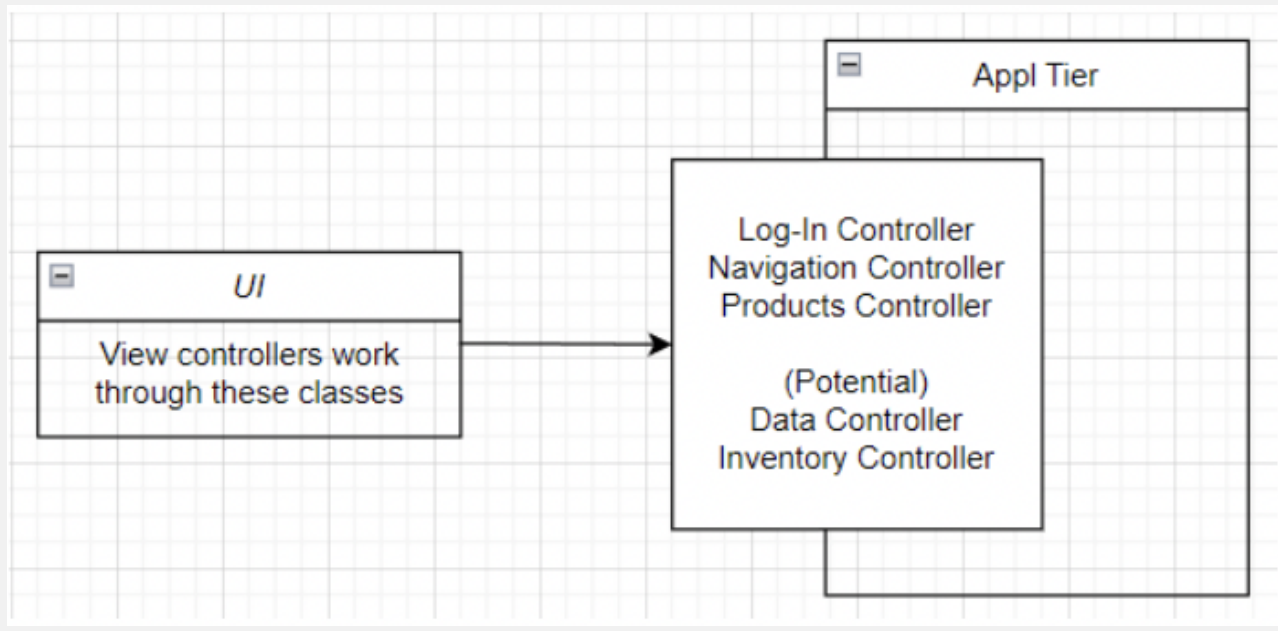 UI
View controllers work
through these classes
Appl Tier
Log-In Controller
Navigation Controller
Products Controller
(Potential)
Data Controller
Inventory Controller